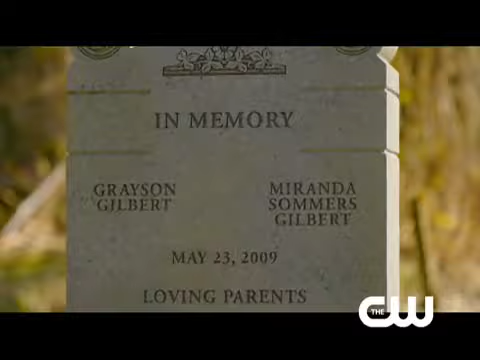 IN MEMORY
GRAYSON
GILBERT
MIRANDA
SOMMERS
GILBERT
MAY 23, 2009
LOVING PARENTS
THE CW